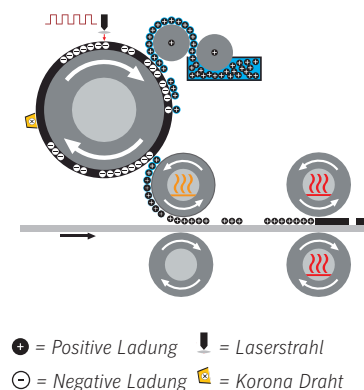 = Positive Ladung = Laserstrahl
= Negative Ladung = Korona Draht